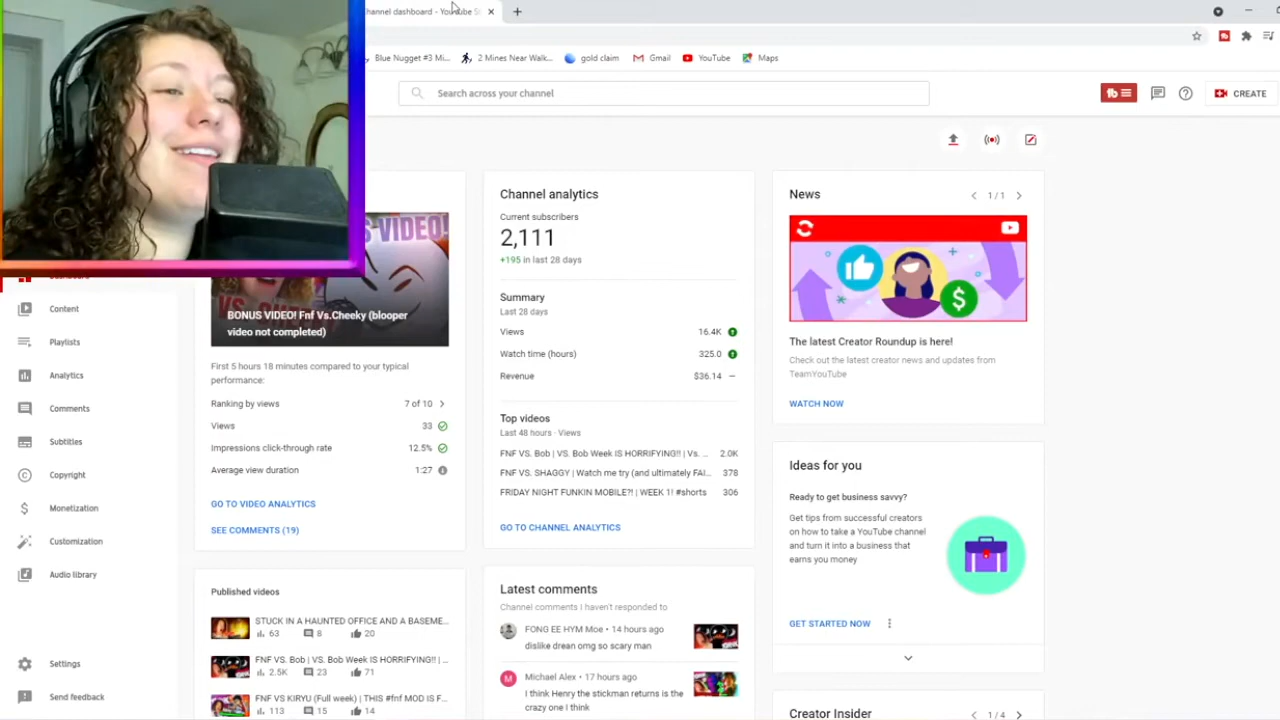 Channel dashboard - YouTube St
Blue Nugget #3 Mi...
2 Mines Near Walk...
gold claim
Gmail
YouTube
Maps
Search across your channel
CREATE
Dashboard
Content
Playlists
Analytics
Comments
Subtitles
Copyright
Monetization
Customization
Audio library
Settings
Send feedback
BONUS VIDEO! Fnf Vs.Cheeky (blooper
video not completed)
First 5 hours 18 minutes compared to your typical
performance:
Ranking by views 7 of 10
Views 33
Impressions click-through rate 12.5%
Average view duration 1:27
GO TO VIDEO ANALYTICS
SEE COMMENTS (19)
Published videos
STUCK IN A HAUNTED OFFICE AND A BASEME...
63 8 20
FNF VS. Bob | VS. Bob Week IS HORRIFYING!! | ...
2.5K 23 71
FNF VS KIRYU (Full week) | THIS #fnf MOD IS F...
113 15 14
Channel analytics
Current subscribers
2,111
+195 in last 28 days
Summary
Last 28 days
Views 16.4K
Watch time (hours) 325.0
Revenue $36.14 —
Top videos
Last 48 hours · Views
FNF VS. Bob | VS. Bob Week IS HORRIFYING!! | Vs. ... 2.0K
FNF VS. SHAGGY | Watch me try (and ultimately FAI... 378
FRIDAY NIGHT FUNKIN MOBILE?! | WEEK 1! #shorts 306
GO TO CHANNEL ANALYTICS
Latest comments
Channel comments I haven't responded to
FONG EE HYM Moe • 14 hours ago
dislike drean omg so scary man
M
Michael Alex • 17 hours ago
I think Henry the stickman returns is the
crazy one I think
News
1/1
The latest Creator Roundup is here!
Check out the latest creator news and updates from
TeamYouTube
WATCH NOW
Ideas for you
Ready to get business savvy?
Get tips from successful creators
on how to take a YouTube channel
and turn it into a business that
earns you money
GET STARTED NOW
Creator Insider
1/4